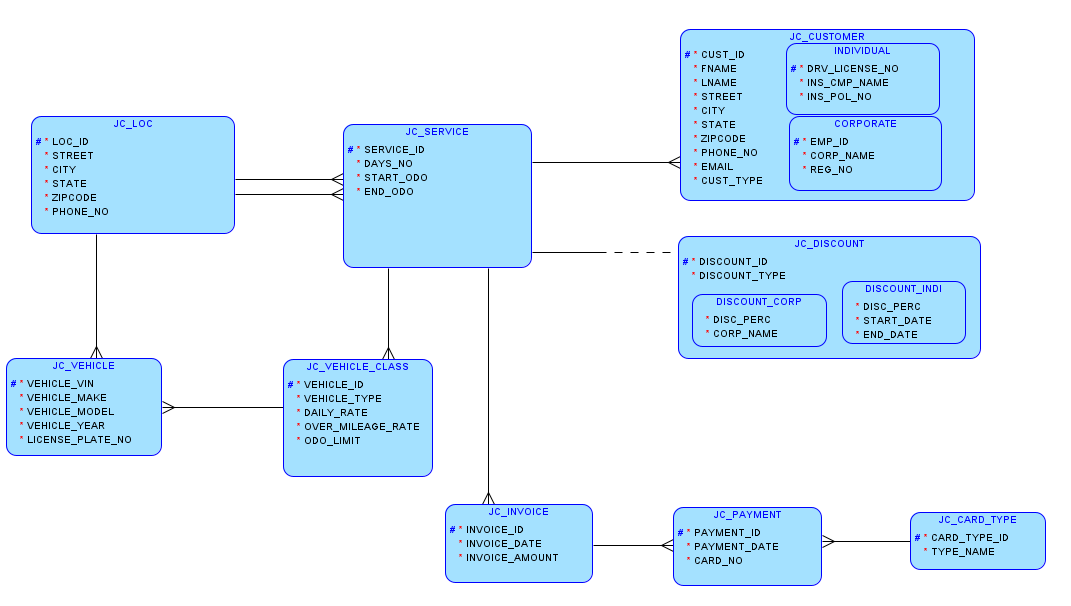 JC_CUSTOMER
# * CUST_ID
* FNAME
* LNAME
* STREET
* CITY
* STATE
* ZIPCODE
* PHONE_NO
* EMAIL
* CUST_TYPE
INDIVIDUAL
# * DRV_LICENSE_NO
* INS_CMP_NAME
* INS_POL_NO
CORPORATE
# * EMP_ID
* CORP_NAME
* REG_NO
JC_LOC
# * LOC_ID
* STREET
* CITY
* STATE
* ZIPCODE
* PHONE_NO
JC_SERVICE
# * SERVICE_ID
* DAYS_NO
* START_ODO
* END_ODO
JC_DISCOUNT
# * DISCOUNT_ID
* DISCOUNT_TYPE
DISCOUNT_CORP
* DISC_PERC
* CORP_NAME
DISCOUNT_INDI
* DISC_PERC
* START_DATE
* END_DATE
JC_VEHICLE
# * VEHICLE_VIN
* VEHICLE_MAKE
* VEHICLE_MODEL
* VEHICLE_YEAR
* LICENSE_PLATE_NO
JC_VEHICLE_CLASS
# * VEHICLE_ID
* VEHICLE_TYPE
* DAILY_RATE
* OVER_MILEAGE_RATE
* ODO_LIMIT
JC_INVOICE
# * INVOICE_ID
* INVOICE_DATE
* INVOICE_AMOUNT
JC_PAYMENT
# * PAYMENT_ID
* PAYMENT_DATE
* CARD_NO
JC_CARD_TYPE
# * CARD_TYPE_ID
* TYPE_NAME